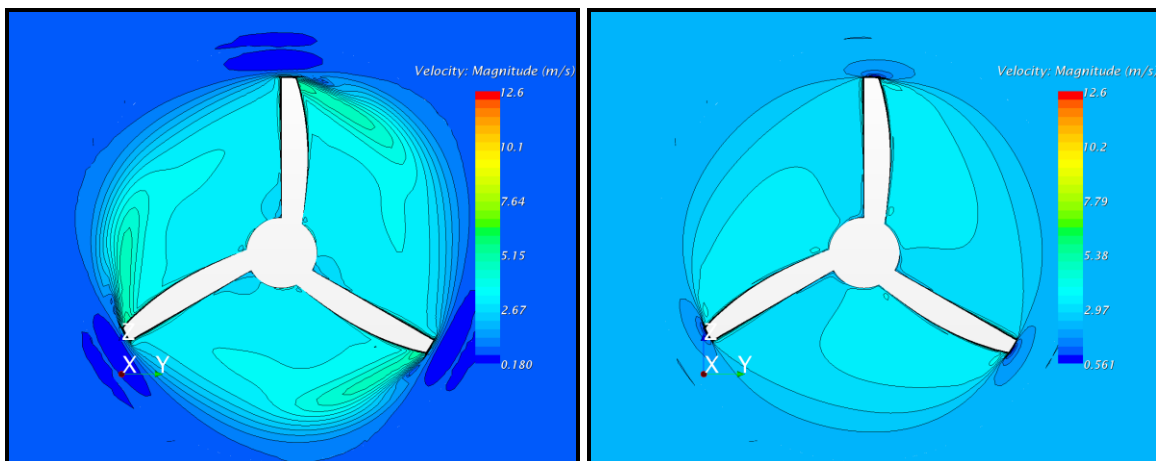 Velocity: Magnitude (m/s)
12.6
10.1
7.64
5.15
2.67
0.180
Z
X Y
Velocity: Magnitude (m/s)
12.6
10.2
7.79
5.38
2.97
0.561
Z
X Y